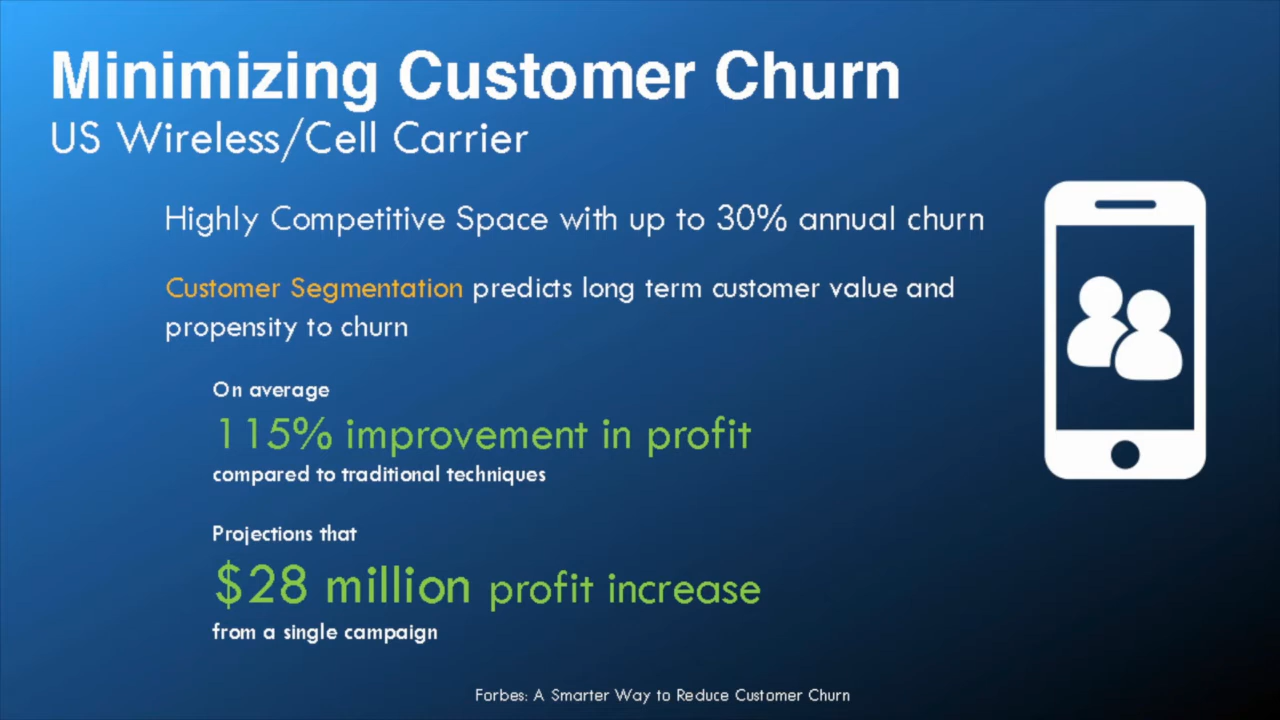 Minimizing Customer Churn
US Wireless/Cell Carrier
Highly Competitive Space with up to 30% annual churn
Customer Segmentation predicts long term customer value and
propensity to churn
On average
115% improvement in profit
compared to traditional techniques
Projections that
$28 million profit increase
from a single campaign
Forbes: A Smarter Way to Reduce Customer Churn